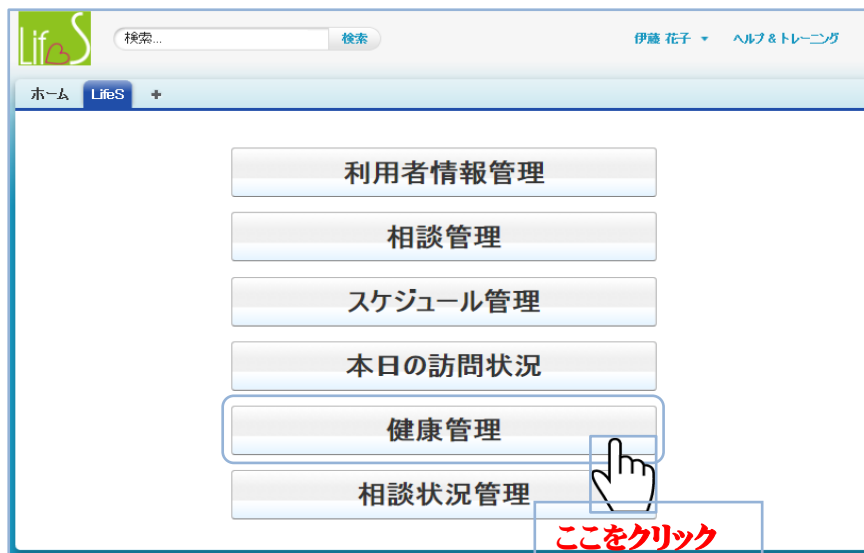 LifeS
検索...
検索
伊藤 花子
ヘルプ & トレーニング
ホーム
LifeS
+
利用者情報管理
相談管理
スケジュール管理
本日の訪問状況
健康管理
相談状況管理
ここをクリック